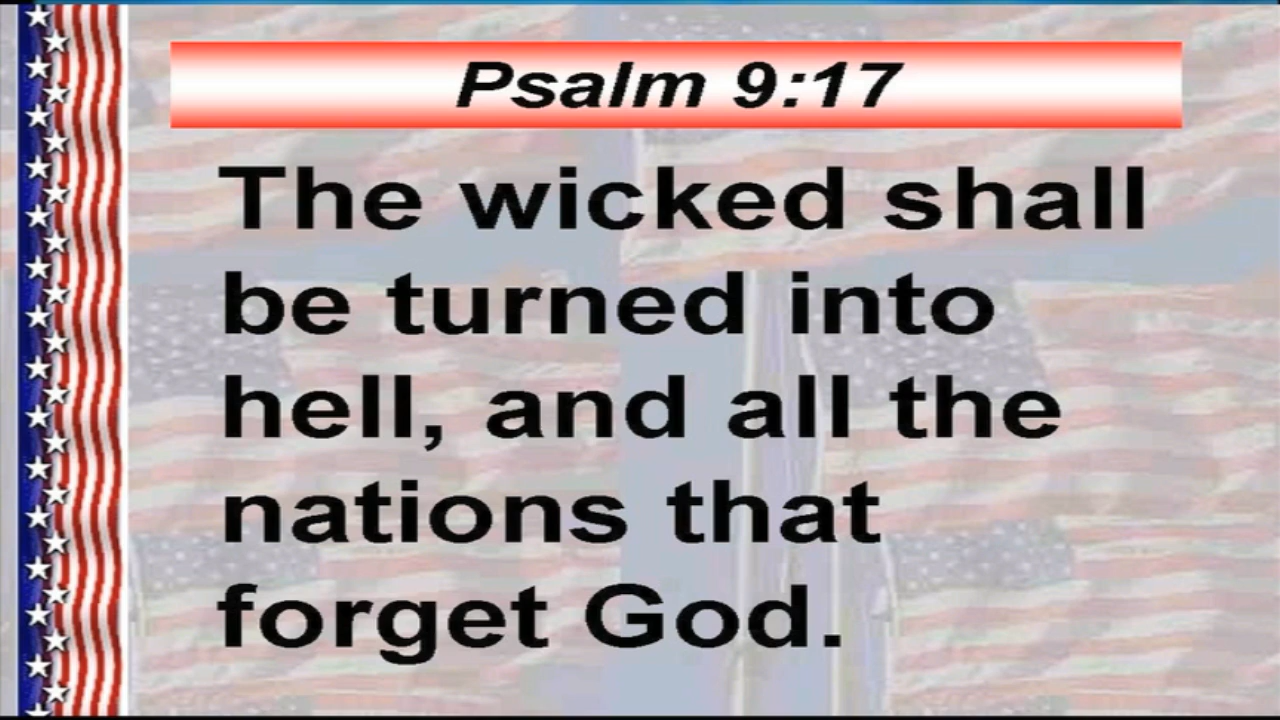 Psalm 9:17
The wicked shall
be turned into
hell, and all the
nations that
forget God.